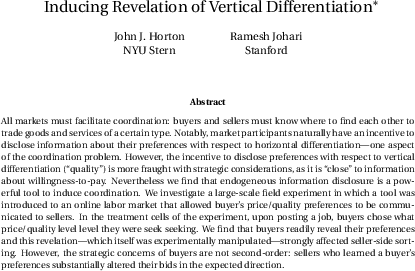 Inducing Revelation of Vertical Differentiation*
John J. Horton Ramesh Johari
NYU Stern Stanford
Abstract
All markets must facilitate coordination: buyers and sellers must know where to find each other to
trade goods and services of a certain type. Notably, market participants naturally have an incentive to
disclose information about their preferences with respect to horizontal differentiation—one aspect
of the coordination problem. However, the incentive to disclose preferences with respect to vertical
differentiation (“quality”) is more fraught with strategic considerations, as it is “close” to information
about willingness-to-pay. Nevertheless we find that endogeneous information disclosure is a pow-
erful tool to induce coordination. We investigate a large-scale field experiment in which a tool was
introduced to an online labor market that allowed buyer's price/quality preferences to be commu-
nicated to sellers. In the treatment cells of the experiment, upon posting a job, buyers chose what
price/quality level level they were seek seeking. We find that buyers readily reveal their preferences
and this revelation—which itself was experimentally manipulated—strongly affected seller-side sort-
ing. However, the strategic concerns of buyers are not second-order: sellers who learned a buyer's
preferences substantially altered their bids in the expected direction.